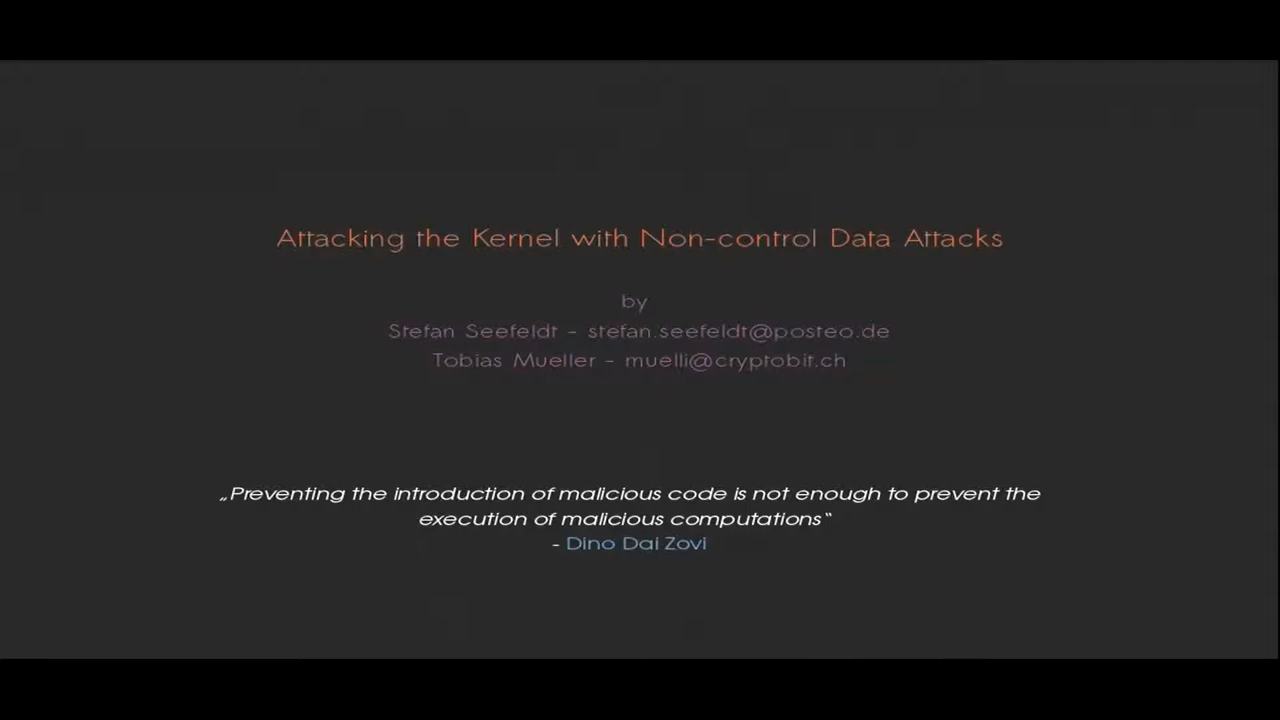 Attacking the Kernel with Non-control Data Attacks
by
Stefan Seefeldt - stefan.seefeldt@posteo.de
Tobias Mueller - muelli@cryptobit.ch
„Preventing the introduction of malicious code is not enough to prevent the
execution of malicious computations“
- Dino Dai Zovi